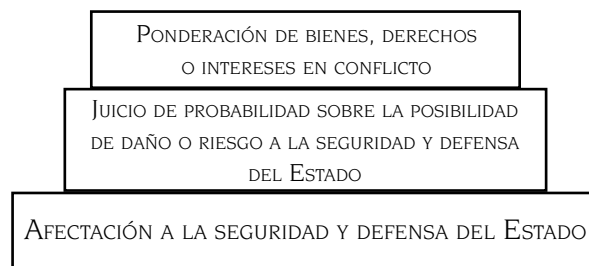 Ponderación de bienes, derechos
o intereses en conflicto
Juicio de probabilidad sobre la posibilidad
de daño o riesgo a la seguridad y defensa
del Estado
Afectación a la seguridad y defensa del Estado